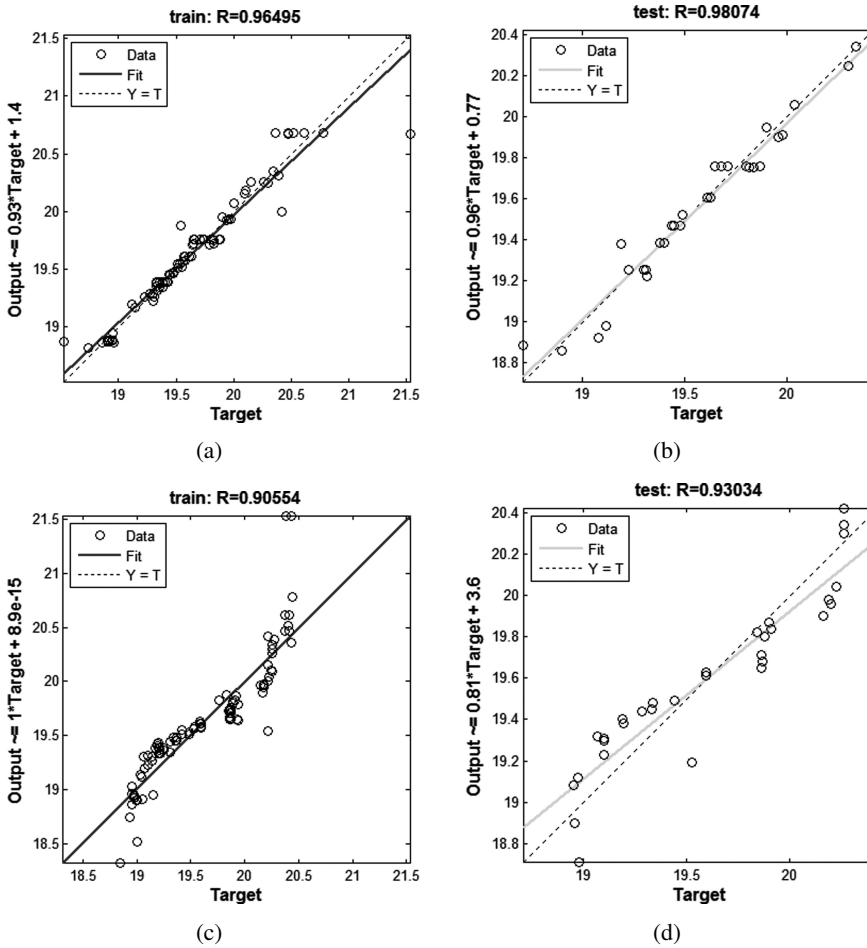 train: R=0.96495
Output ~= 0.93*Target + 1.4
21.5
21
20.5
20
19.5
19
Data
Fit
Y = T
19 19.5 20 20.5 21 21.5
Target
(a)
test: R=0.98074
Output ~= 0.96*Target + 0.77
20.4
20.2
20
19.8
19.6
19.4
19.2
19
18.8
Data
Fit
Y = T
19 19.5 20
Target
(b)
train: R=0.90554
Output ~= 1*Target + 8.9e-15
21.5
21
20.5
20
19.5
19
18.5
Data
Fit
Y = T
18.5 19 19.5 20 20.5 21 21.5
Target
(c)
test: R=0.93034
Output ~= 0.81*Target + 3.6
20.4
20.2
20
19.8
19.6
19.4
19.2
19
18.8
Data
Fit
Y = T
19 19.5 20
Target
(d)